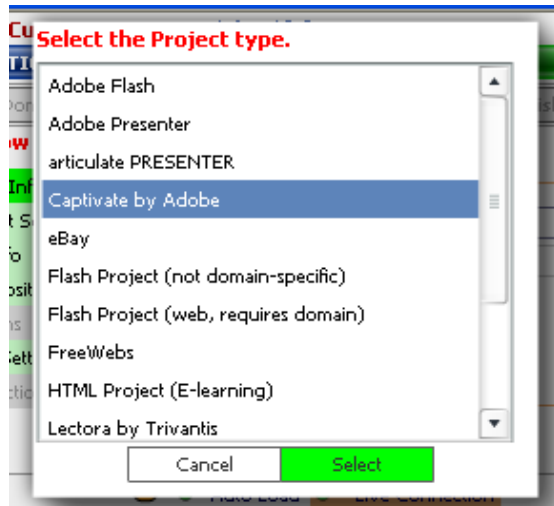 Cu
Select the Project type.
Adobe Flash
Adobe Presenter
articulate PRESENTER
Captivate by Adobe
eBay
Flash Project (not domain-specific)
Flash Project (web, requires domain)
FreeWebs
HTML Project (E-learning)
Lectora by Trivantis
Cancel Select
Auto Load Live Connection